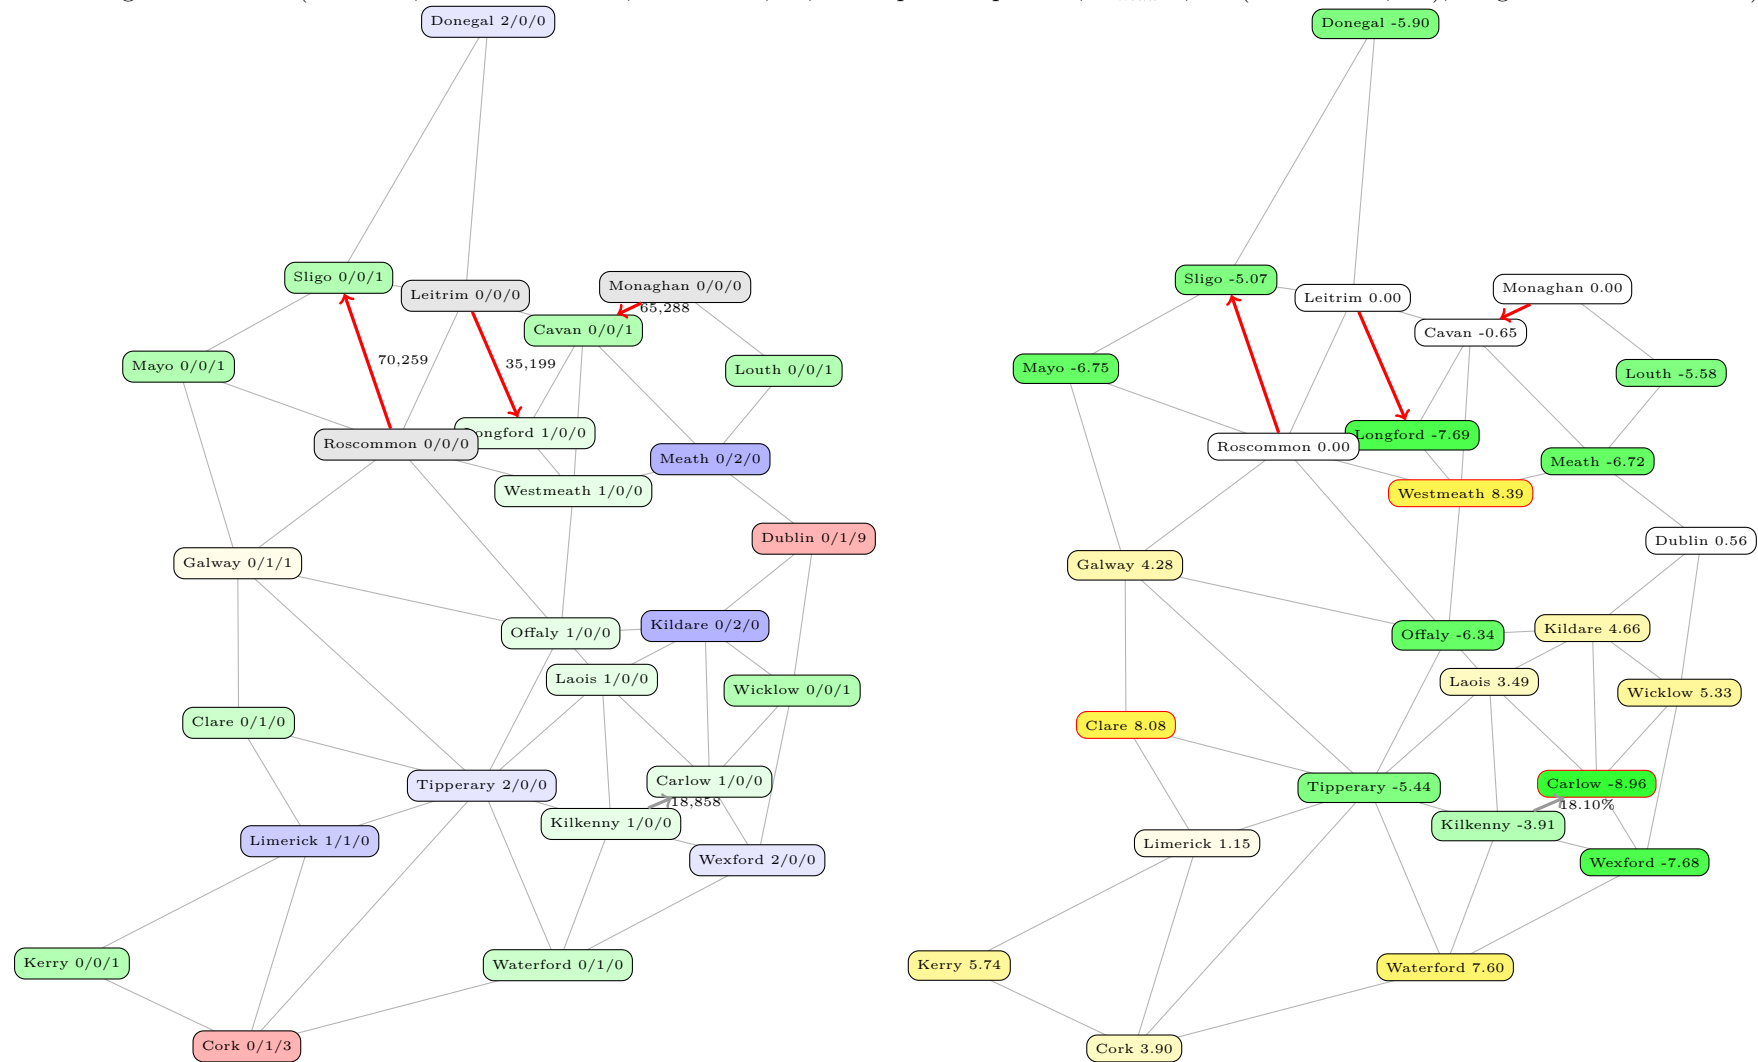 Donegal 2/0/0
Sligo 0/0/1
Leitrim 0/0/0
Monaghan 0/0/0
65,288
Cavan 0/0/1
Mayo 0/0/1
70,259
35,199
Louth 0/0/1
ongford 1/0/0
Roscommon 0/0/0
Meath 0/2/0
Westmeath 1/0/0
Dublin 0/1/9
Galway 0/1/1
Offaly 1/0/0
Kildare 0/2/0
Laois 1/0/0
Wicklow 0/0/1
Clare 0/1/0
Tipperary 2/0/0
Carlow 1/0/0
18,858
Kilkenny 1/0/0
Limerick 1/1/0
Wexford 2/0/0
Kerry 0/0/1
Waterford 0/1/0
Cork 0/1/3
Donegal -5.90
Sligo -5.07
Leitrim 0.00
Monaghan 0.00
Cavan -0.65
Mayo -6.75
Louth -5.58
Longford -7.69
Roscommon 0.00
Meath -6.72
Westmeath 8.39
Dublin 0.56
Galway 4.28
Offaly -6.34
Kildare 4.66
Laois 3.49
Wicklow 5.33
Clare 8.08
Tipperary -5.44
Carlow -8.96
18.10%
Kilkenny -3.91
Limerick 1.15
Wexford -7.68
Kerry 5.74
Waterford 7.60
Cork 3.90